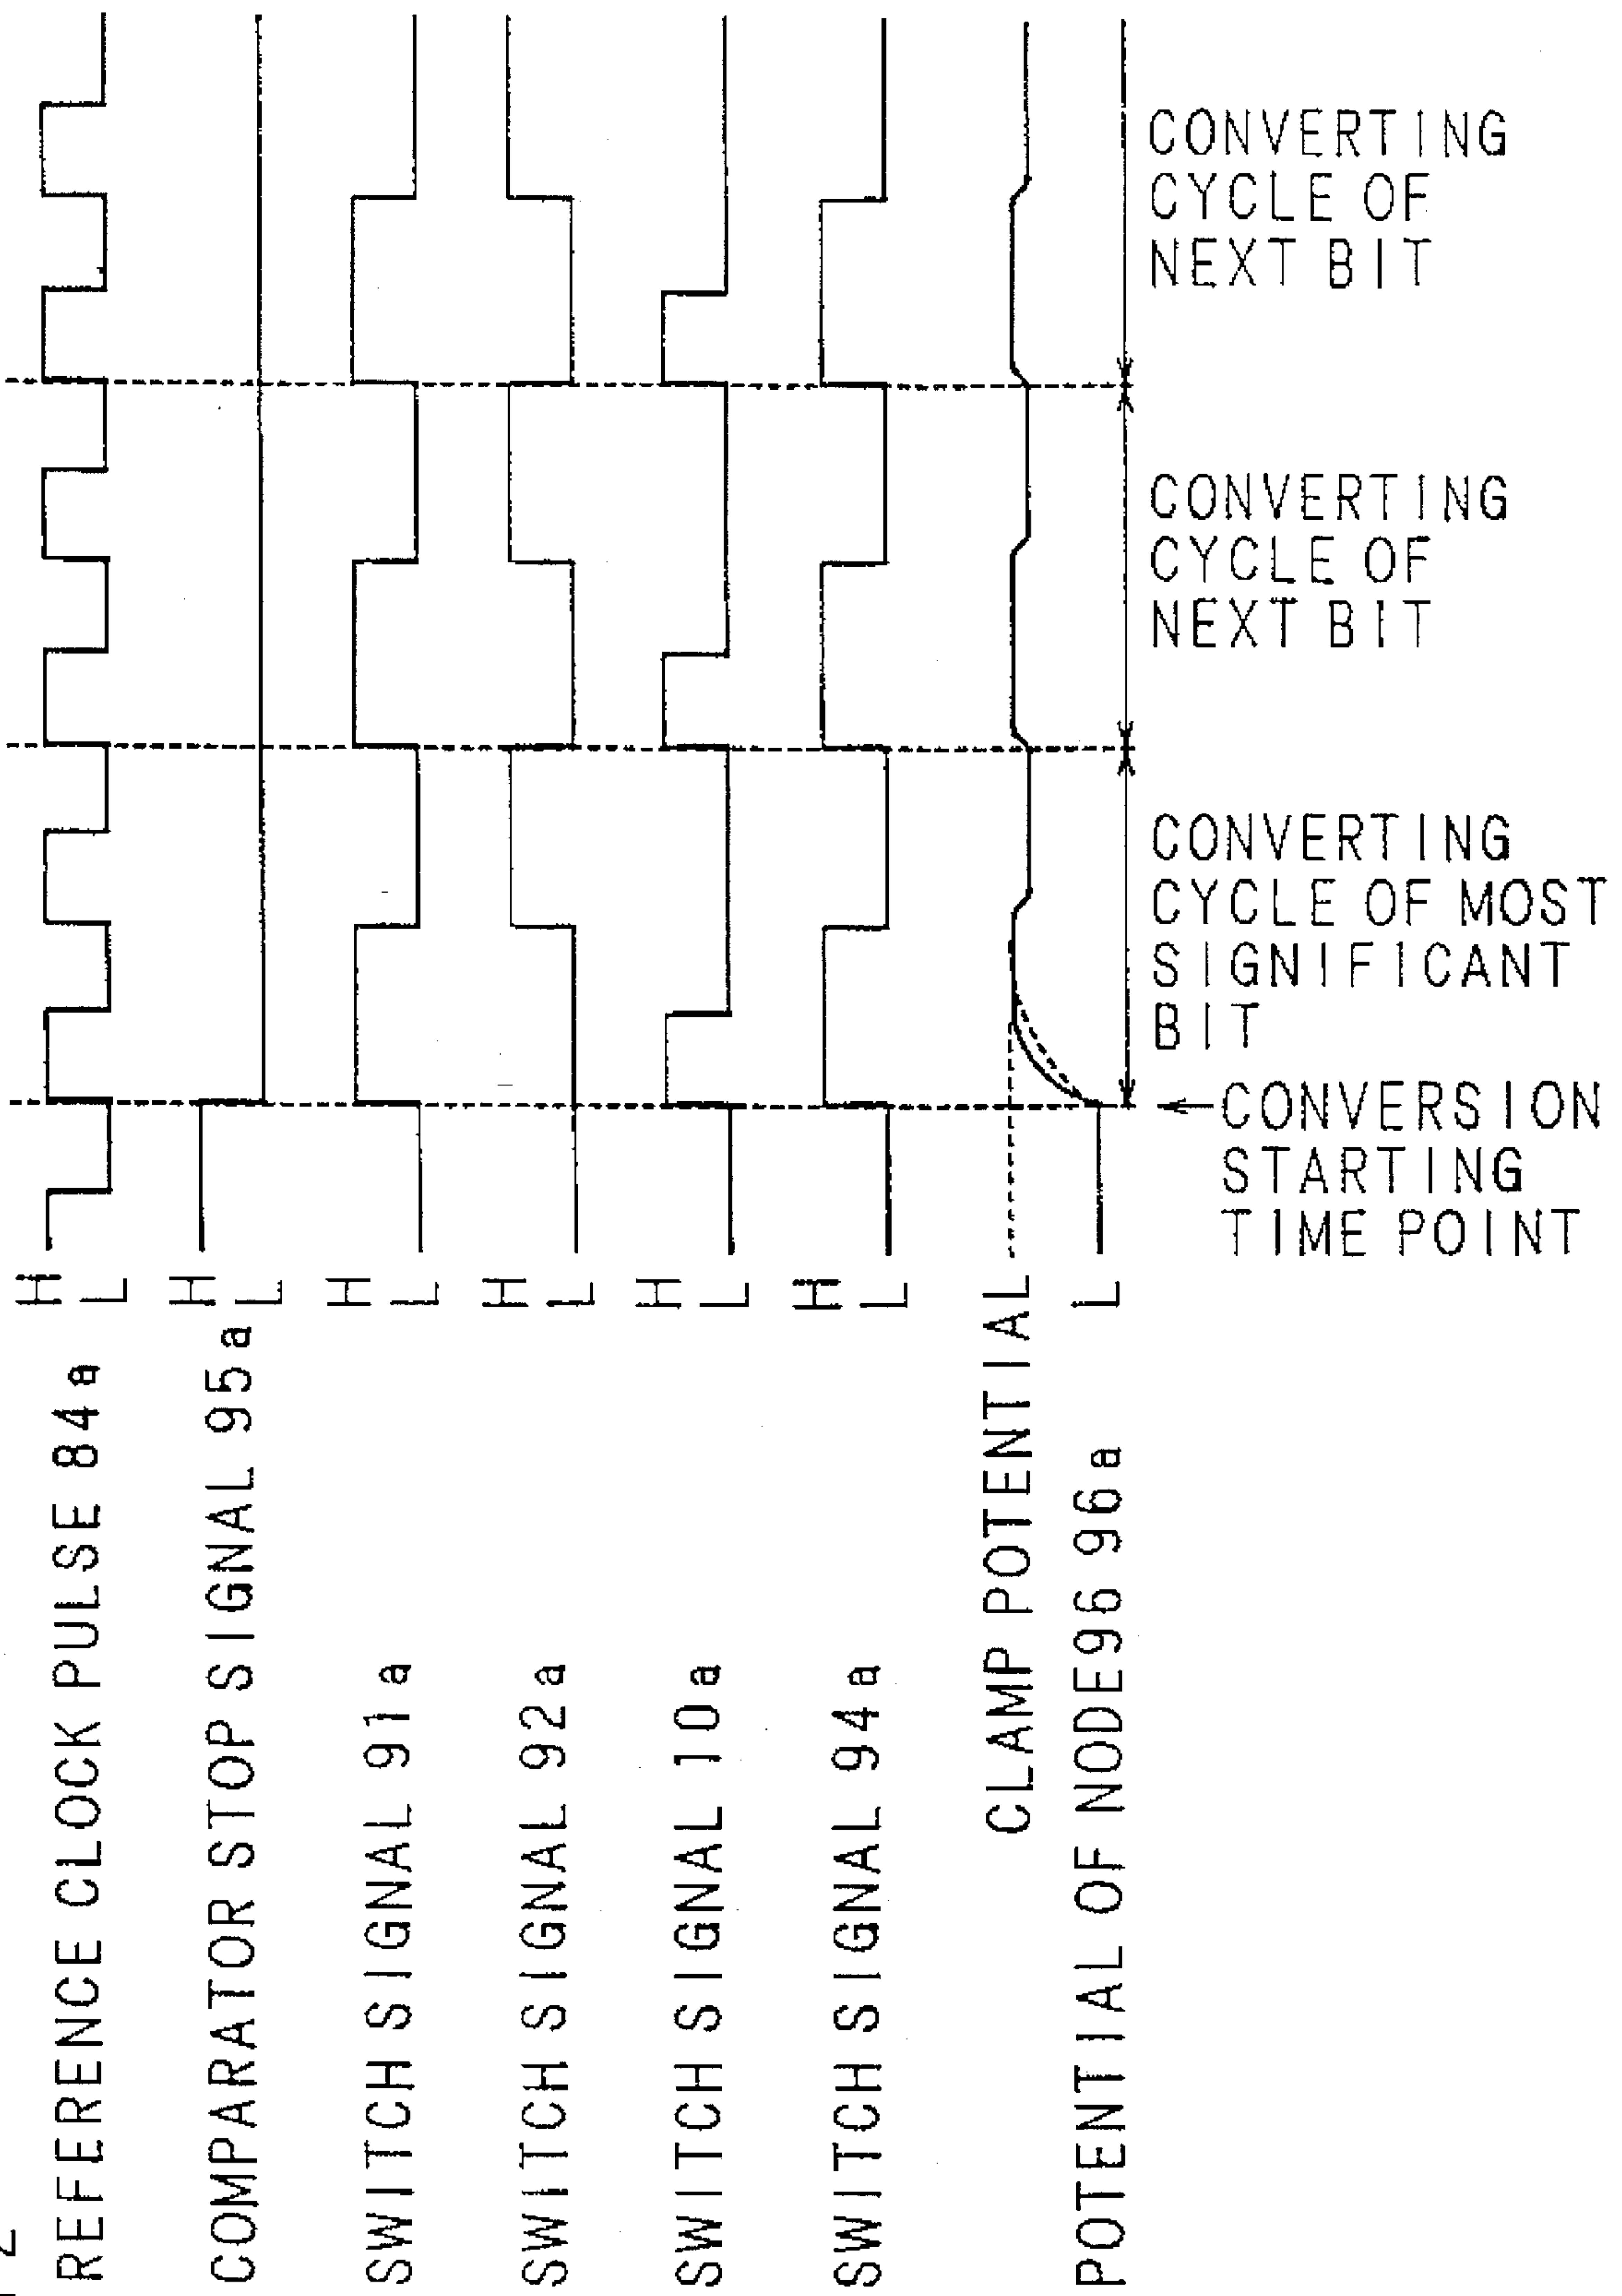 REFERENCE CLOCK PULSE 84a
H
L
COMPARATOR STOP SIGNAL 95a
H
L
SWITCH SIGNAL 91a
H
L
SWITCH SIGNAL 92a
H
L
SWITCH SIGNAL 10a
H
L
SWITCH SIGNAL 94a
H
L
CLAMP POTENTIAL
POTENTIAL OF NODE96 96a
L
CONVERSION
STARTING
TIME POINT
CONVERTING
CYCLE OF MOST
SIGNIFICANT
BIT
CONVERTING
CYCLE OF
NEXT BIT
CONVERTING
CYCLE OF
NEXT BIT